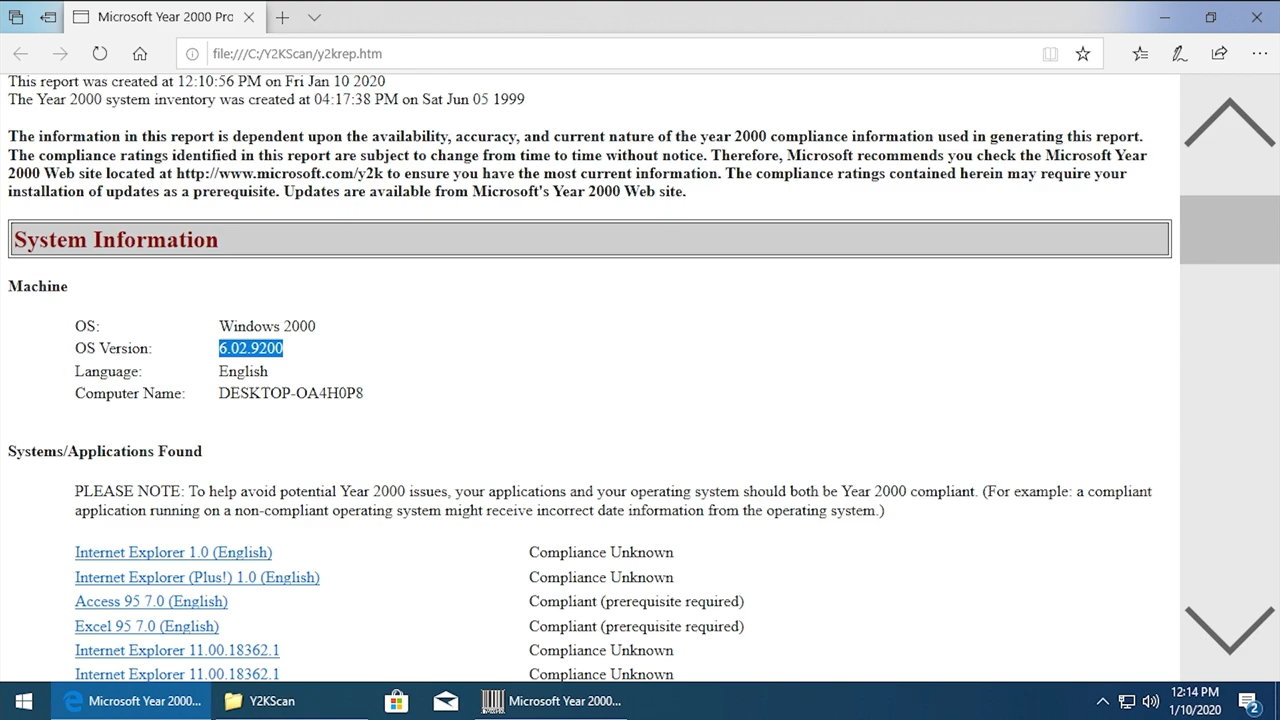 Microsoft Year 2000 Pro
file:///C:/Y2KScan/y2krep.htm
This report was created at 12:10:56 PM on Fri Jan 10 2020
The Year 2000 system inventory was created at 04:17:38 PM on Sat Jun 05 1999
The information in this report is dependent upon the availability, accuracy, and current nature of the year 2000 compliance information used in generating this report.
The compliance ratings identified in this report are subject to change from time to time without notice. Therefore, Microsoft recommends you check the Microsoft Year
2000 Web site located at http://www.microsoft.com/y2k to ensure you have the most current information. The compliance ratings contained herein may require your
installation of updates as a prerequisite. Updates are available from Microsoft's Year 2000 Web site.
System Information
Machine
OS: Windows 2000
OS Version: 6.02.9200
Language: English
Computer Name: DESKTOP-OA4H0P8
Systems/Applications Found
PLEASE NOTE: To help avoid potential Year 2000 issues, your applications and your operating system should both be Year 2000 compliant. (For example: a compliant
application running on a non-compliant operating system might receive incorrect date information from the operating system.)
Internet Explorer 1.0 (English) Compliance Unknown
Internet Explorer (Plus!) 1.0 (English) Compliance Unknown
Access 95 7.0 (English) Compliant (prerequisite required)
Excel 95 7.0 (English) Compliant (prerequisite required)
Internet Explorer 11.00.18362.1 Compliance Unknown
Internet Explorer 11.00.18362.1 Compliance Unknown
Microsoft Year 2000... Y2KScan Microsoft Year 2000... 12:14 PM
1/10/2020 2